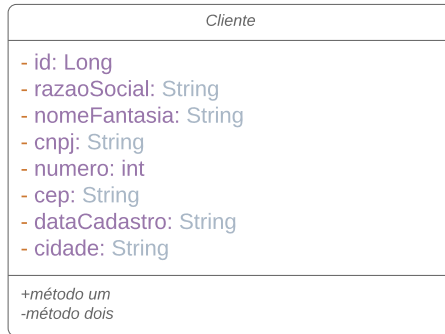 Cliente
- id: Long
- razaoSocial: String
- nomeFantasia: String
- cnpj: String
- numero: int
- cep: String
- dataCadastro: String
- cidade: String
+método um
-método dois